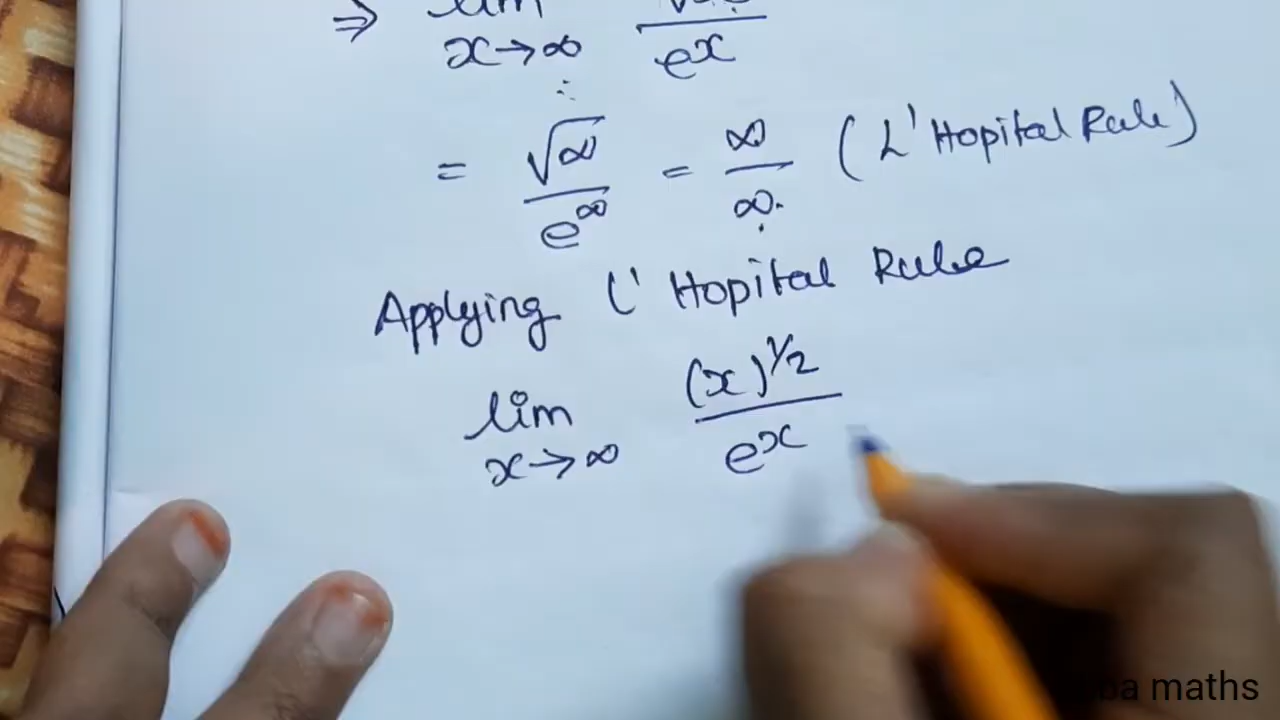 ⇒ lim
x→∞ e^x
= √∞ / e^∞ = ∞ / ∞. (L' Hopital Rule)
Applying L' Hopital Rule
lim (x)^1/2 / e^x
x→∞
maths